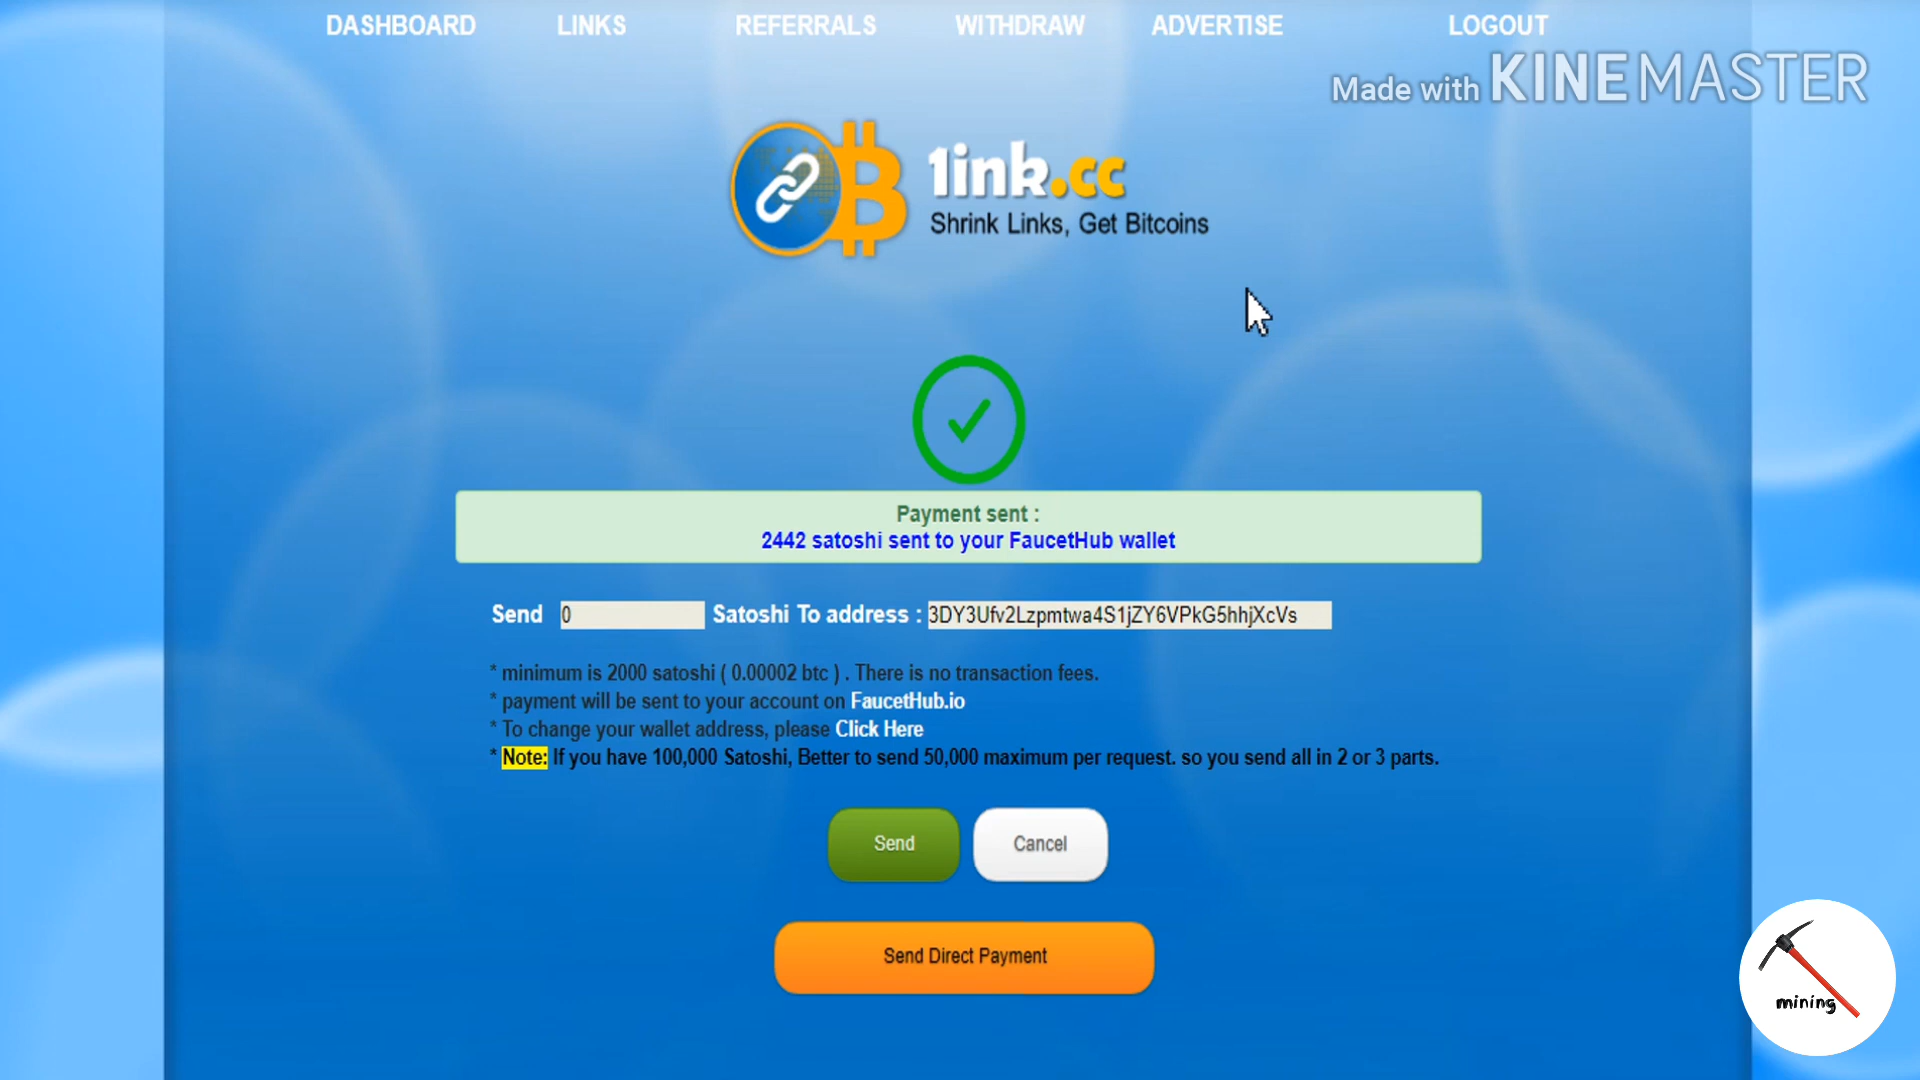 DASHBOARD LINKS REFERRALS WITHDRAW ADVERTISE LOGOUT
Made with KINEMASTER
1ink.cc
Shrink Links, Get Bitcoins
Payment sent :
2442 satoshi sent to your FaucetHub wallet
Send 0 Satoshi To address : 3DY3Ufv2Lzpmtwa4S1jZY6VPkG5hhjXcVs
* minimum is 2000 satoshi ( 0.00002 btc ) . There is no transaction fees.
* payment will be sent to your account on FaucetHub.io
* To change your wallet address, please Click Here
* Note: If you have 100,000 Satoshi, Better to send 50,000 maximum per request. so you send all in 2 or 3 parts.
Send Cancel
Send Direct Payment
mining